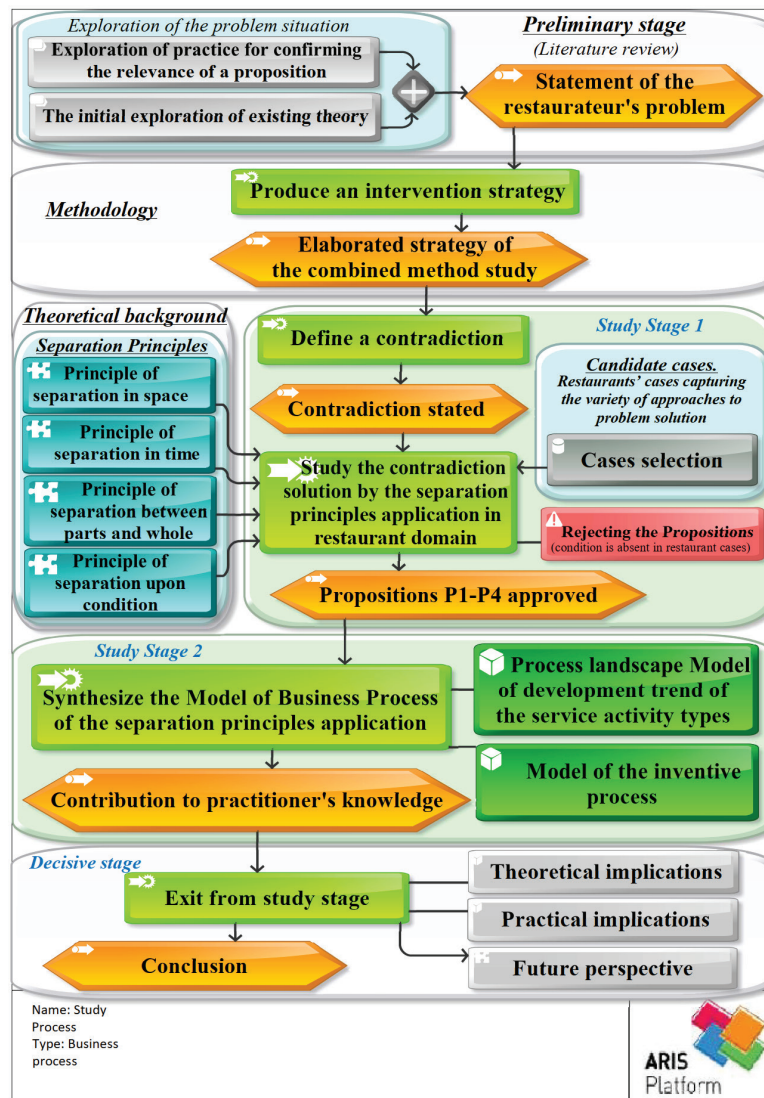 Exploration of the problem situation
Exploration of practice for confirming
the relevance of a proposition
The initial exploration of existing theory
Preliminary stage
(Literature review)
Statement of the
restaurateur's problem
Methodology
Produce an intervention strategy
Elaborated strategy of
the combined method study
Theoretical background
Separation Principles
Principle of
separation in space
Principle of
separation in time
Principle of
separation between
parts and whole
Principle of
separation upon
condition
Study Stage 1
Define a contradiction
Contradiction stated
Candidate cases.
Restaurants' cases capturing
the variety of approaches to
problem solution
Cases selection
Study the contradiction
solution by the separation
principles application in
restaurant domain
Rejecting the Propositions
(condition is absent in restaurant cases)
Propositions P1-P4 approved
Study Stage 2
Synthesize the Model of Business Process
of the separation principles application
Process landscape Model
of development trend of
the service activity types
Model of the inventive
process
Contribution to practitioner's knowledge
Decisive stage
Exit from study stage
Theoretical implications
Practical implications
Future perspective
Conclusion
Name: Study
Process
Type: Business
process
ARIS
Platform